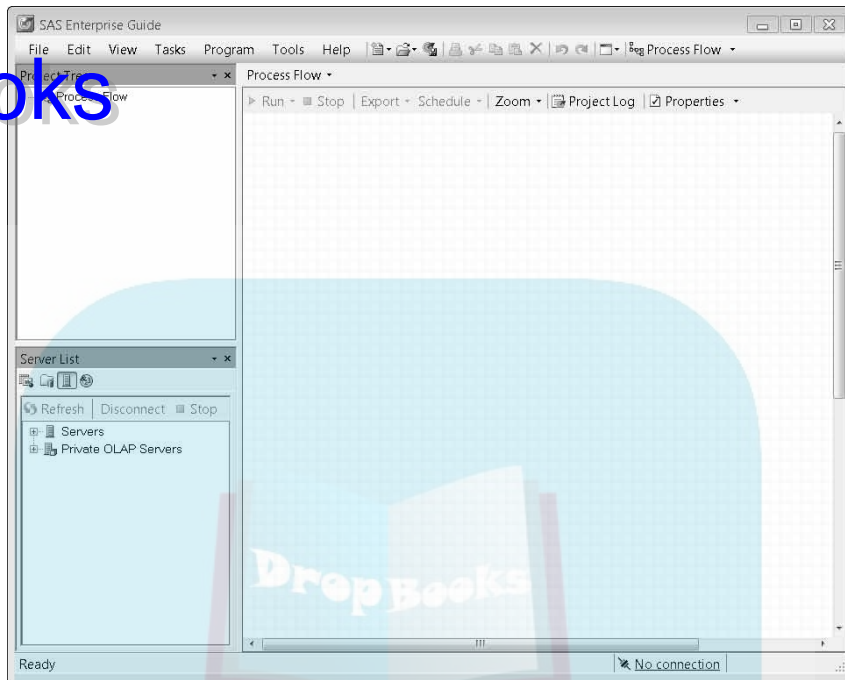 SAS Enterprise Guide
File Edit View Tasks Program Tools Help Process Flow
Project Tree Process Flow
oks
Process Flow
Run Stop Export Schedule Zoom Project Log Properties
Server List
Refresh Disconnect Stop
Servers
Private OLAP Servers
DropBooks
Ready No connection